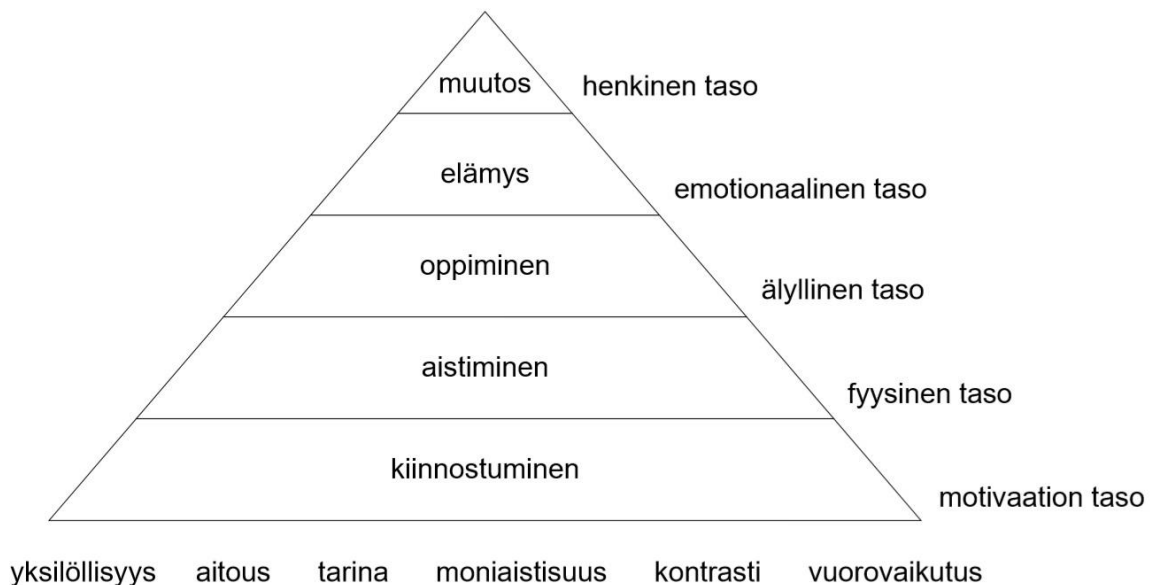 muutos henkinen taso
elämys emotionaalinen taso
oppiminen älyllinen taso
aistiminen fyysinen taso
kiinnostuminen motivaation taso
yksilöllisyys aitous tarina moniaistisuus kontrasti vuorovaikutus